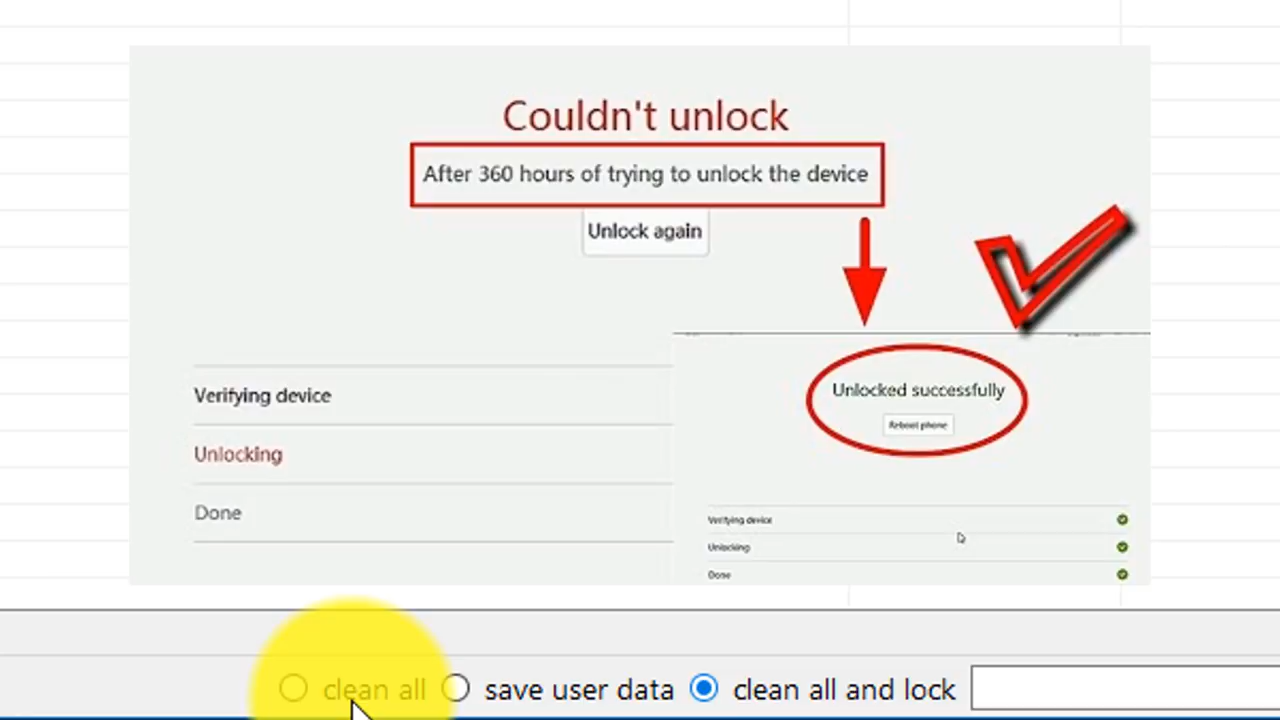 Couldn't unlock
After 360 hours of trying to unlock the device
Unlock again
Verifying device
Unlocking
Done
Unlocked successfully
Reboot phone
Verifying device
Unlocking
Done
clean all save user data clean all and lock